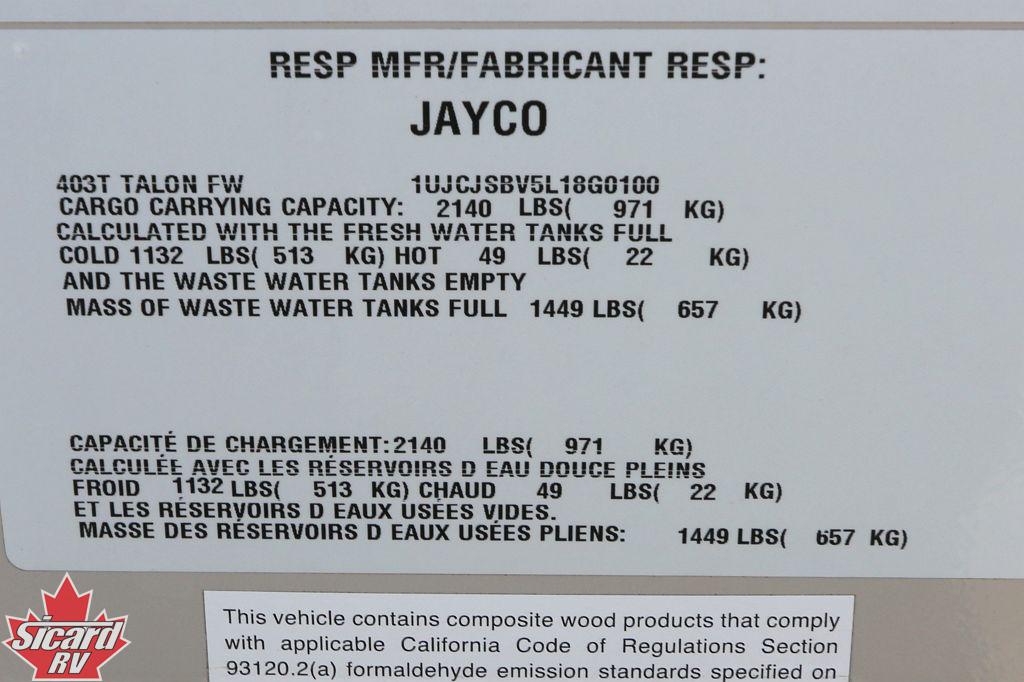 RESP MFR/FABRICANT RESP:
JAYCO
403T TALON FW 1UJCJSBV5L18G0100
CARGO CARRYING CAPACITY: 2140 LBS( 971 KG)
CALCULATED WITH THE FRESH WATER TANKS FULL
COLD 1132 LBS( 513 KG) HOT 49 LBS( 22 KG)
AND THE WASTE WATER TANKS EMPTY
MASS OF WASTE WATER TANKS FULL 1449 LBS( 657 KG)
CAPACITÉ DE CHARGEMENT: 2140 LBS( 971 KG)
CALCULÉE AVEC LES RÉSERVOIRS D EAU DOUCE PLEINS
FROID 1132 LBS( 513 KG) CHAUD 49 LBS( 22 KG)
ET LES RÉSERVOIRS D EAUX USÉES VIDES.
MASSE DES RÉSERVOIRS D EAUX USÉES PLIENS: 1449 LBS( 657 KG)
This vehicle contains composite wood products that comply
with applicable California Code of Regulations Section
93120.2(a) formaldehyde emission standards specified on
Sicard
RV